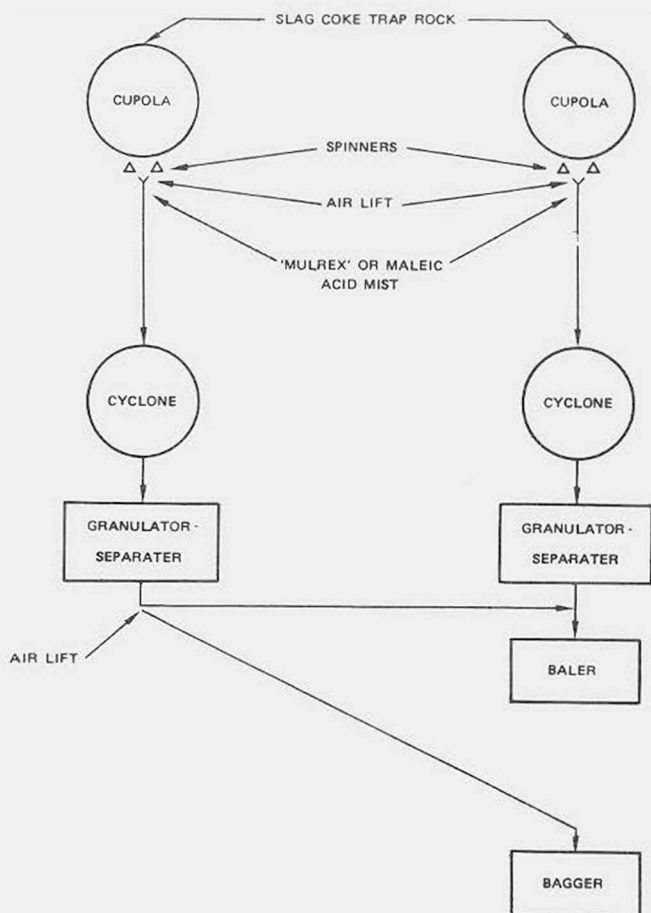 SLAG COKE TRAP ROCK
CUPOLA
CUPOLA
SPINNERS
AIR LIFT
'MULREX' OR MALEIC
ACID MIST
CYCLONE
CYCLONE
GRANULATOR -
SEPARATER
GRANULATOR -
SEPARATER
AIR LIFT
BALER
BAGGER